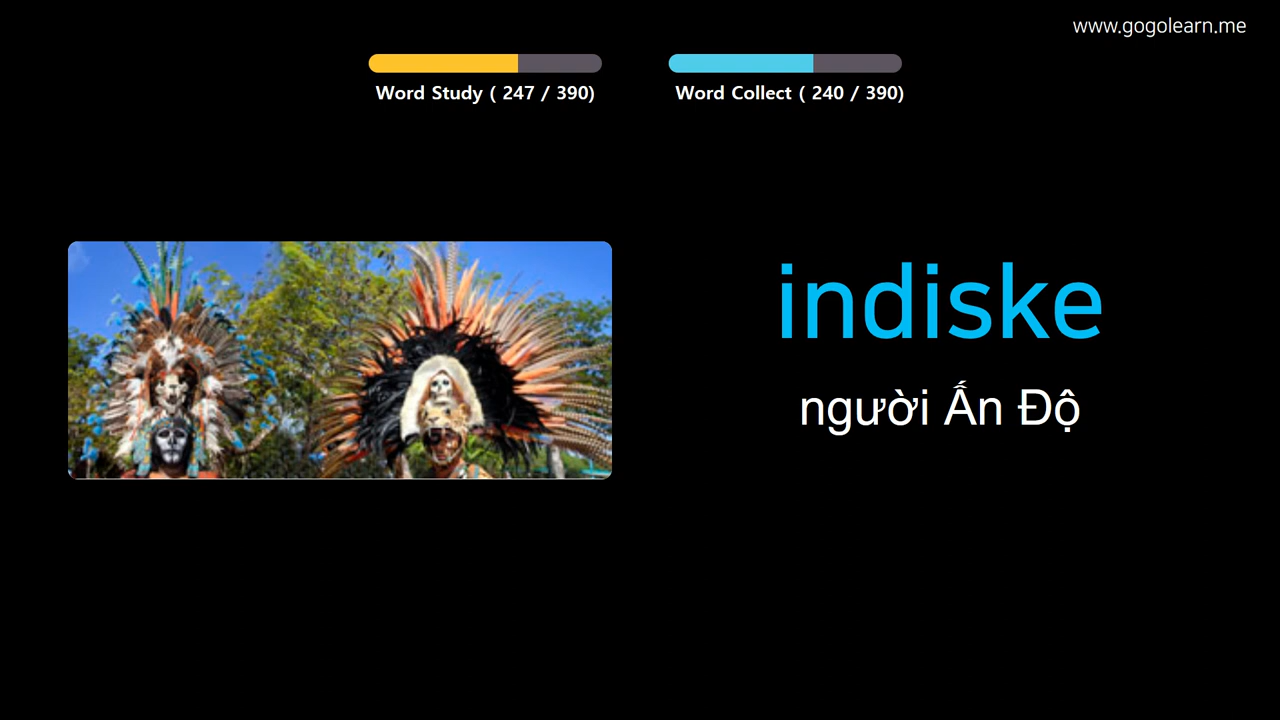 www.gogolearn.me
Word Study ( 247 / 390)
Word Collect ( 240 / 390)
indiske
người Ấn Độ